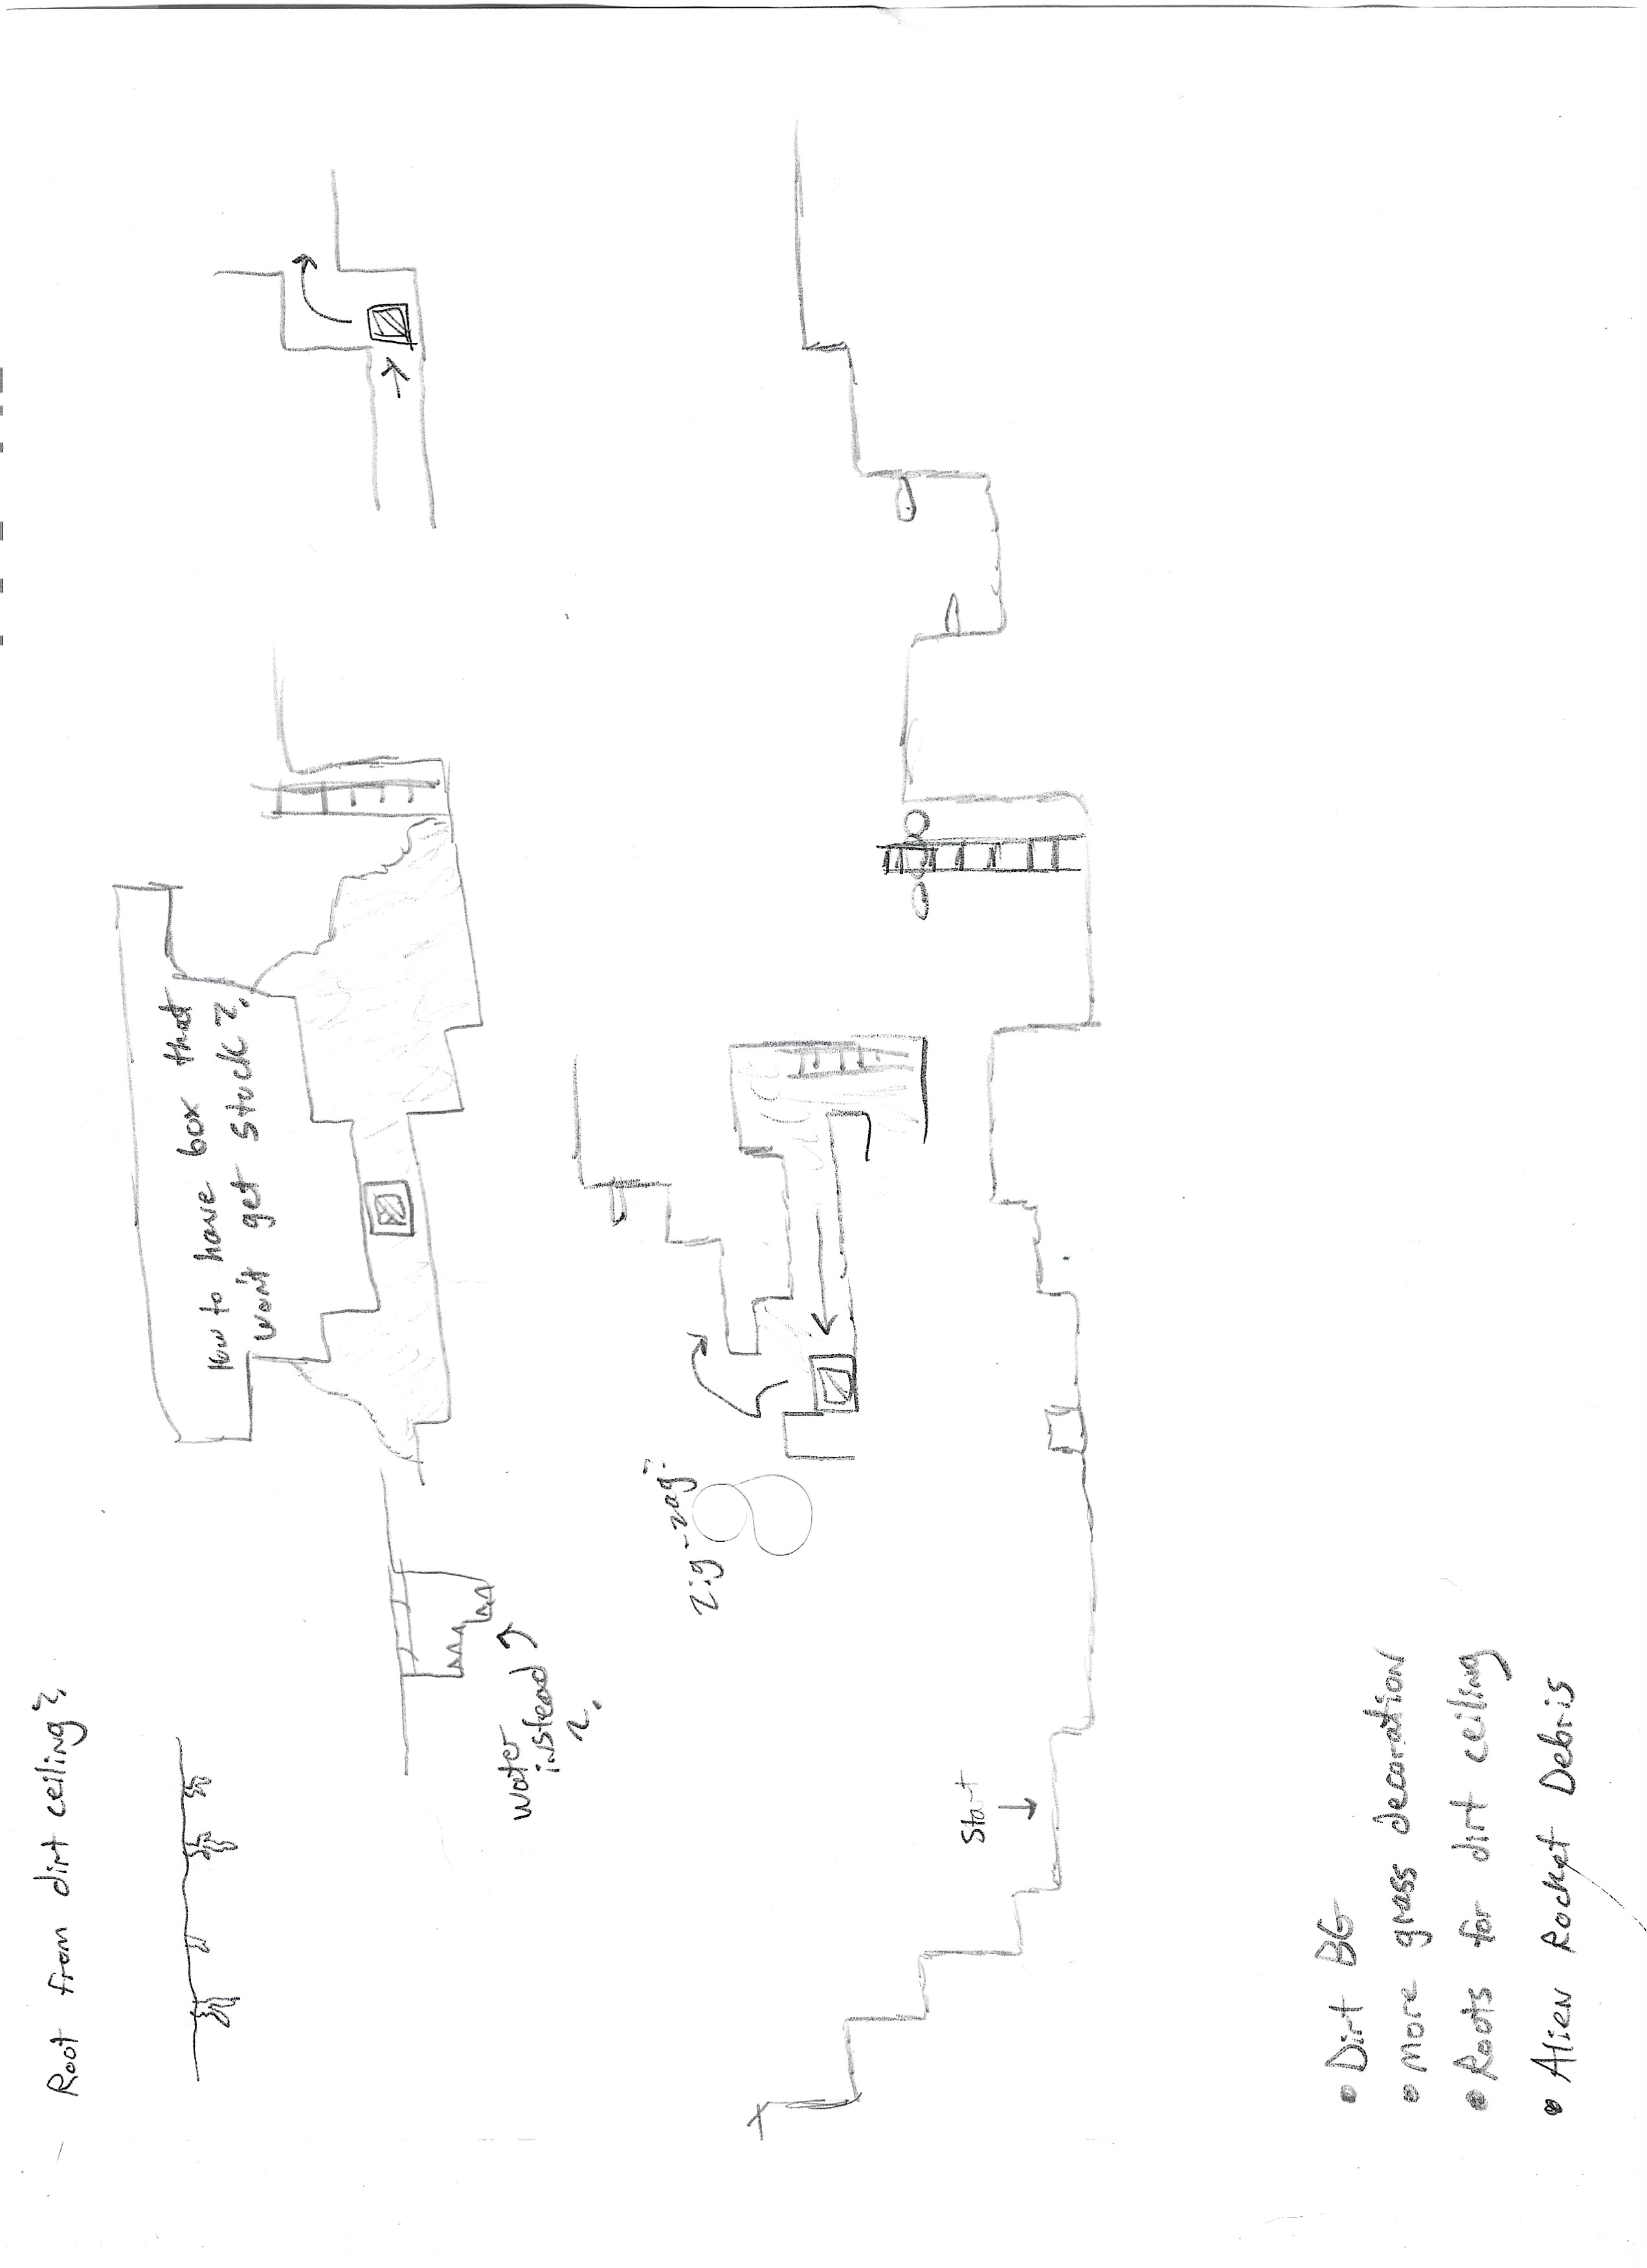 Root from dirt ceiling?
How to have box that
won't get stuck?
water
instead
?
zig-zag?
Start
• Dirt BG
• More grass decoration
• Roots for dirt ceiling
• Alien Rocket Debris